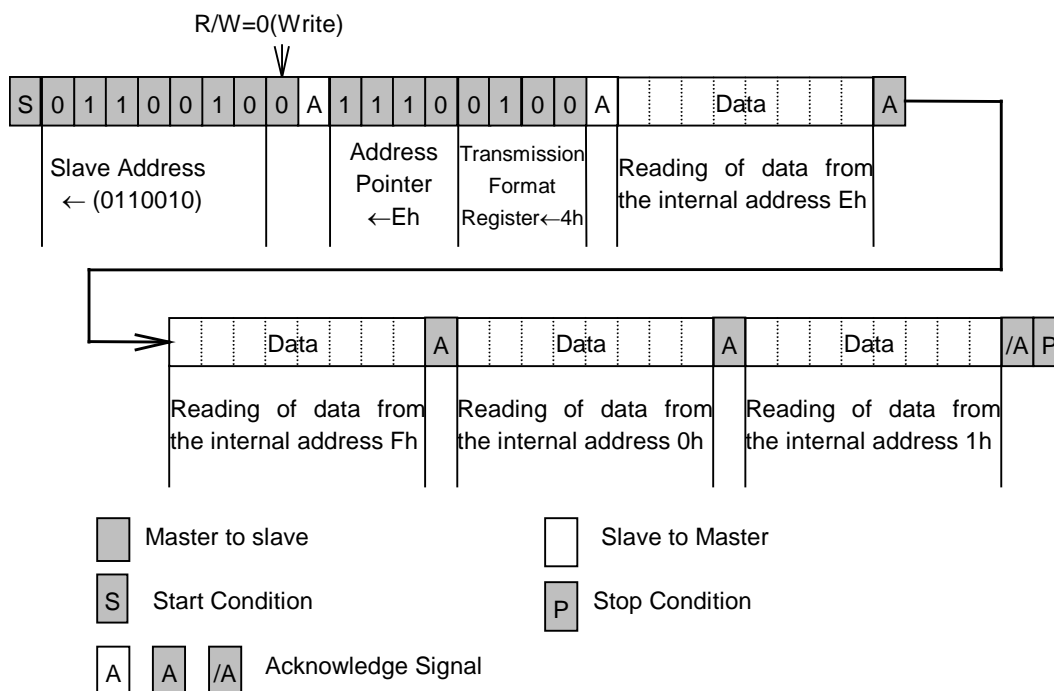 R/W=0(Write)
S 0 1 1 0 0 1 0 0 A 1 1 1 0 0 1 0 0 A Data A
Slave Address
← (0110010)
Address
Pointer
←Eh
Transmission
Format
Register←4h
Reading of data from
the internal address Eh
Data A Data A Data /A P
Reading of data from
the internal address Fh
Reading of data from
the internal address 0h
Reading of data from
the internal address 1h
Master to slave
Slave to Master
S Start Condition
P Stop Condition
A A /A Acknowledge Signal